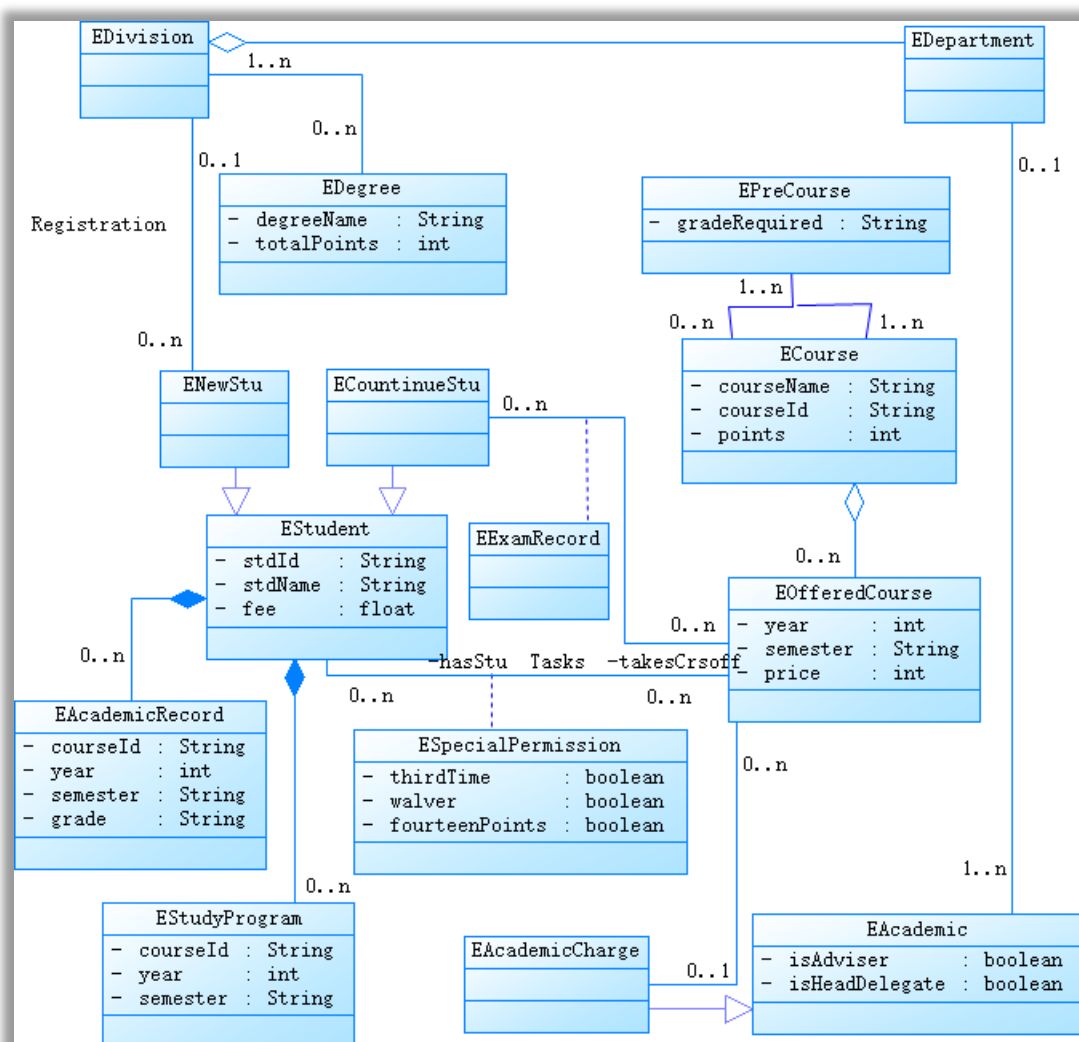 EDivision
EDepartment
1..n
0..n
0..1
0..1
EDegree
- degreeName : String
- totalPoints : int
EPreCourse
- gradeRequired : String
Registration
1..n
0..n
1..n
0..n
ECourse
- courseName : String
- courseId : String
- points : int
ENewStu
ECountinueStu
0..n
EStudent
- stdId : String
- stdName : String
- fee : float
EExamRecord
0..n
EOfferedCourse
- year : int
- semester : String
- price : int
0..n
0..n
-hasStu Tasks -takesCrsoff
0..n
0..n
EAcademicRecord
- courseId : String
- year : int
- semester : String
- grade : String
ESpecialPermission
- thirdTime : boolean
- walver : boolean
- fourteenPoints : boolean
0..n
0..n
1..n
EStudyProgram
- courseId : String
- year : int
- semester : String
EAcademicCharge
0..1
EAcademic
- isAdviser : boolean
- isHeadDelegate : boolean